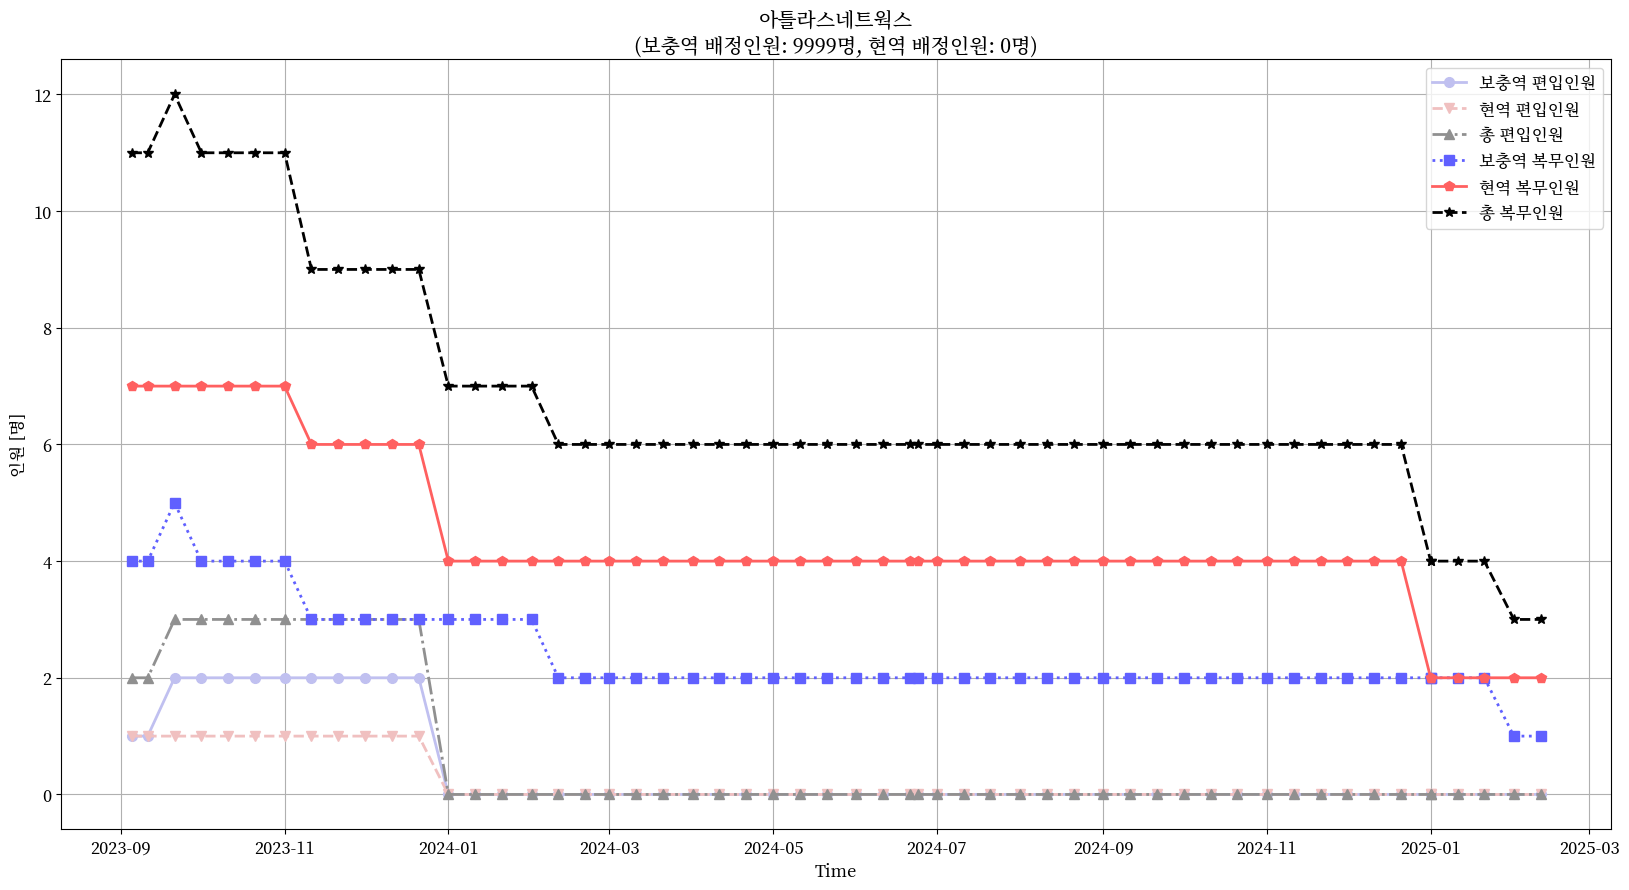 아틀라스네트웍스
(보충역 배정인원: 9999명, 현역 배정인원: 0명)
보충역 편입인원
현역 편입인원
총 편입인원
보충역 복무인원
현역 복무인원
총 복무인원
인원 [명]
12
10
8
6
4
2
0
2023-09
2023-11
2024-01
2024-03
2024-05
2024-07
2024-09
2024-11
2025-01
2025-03
Time